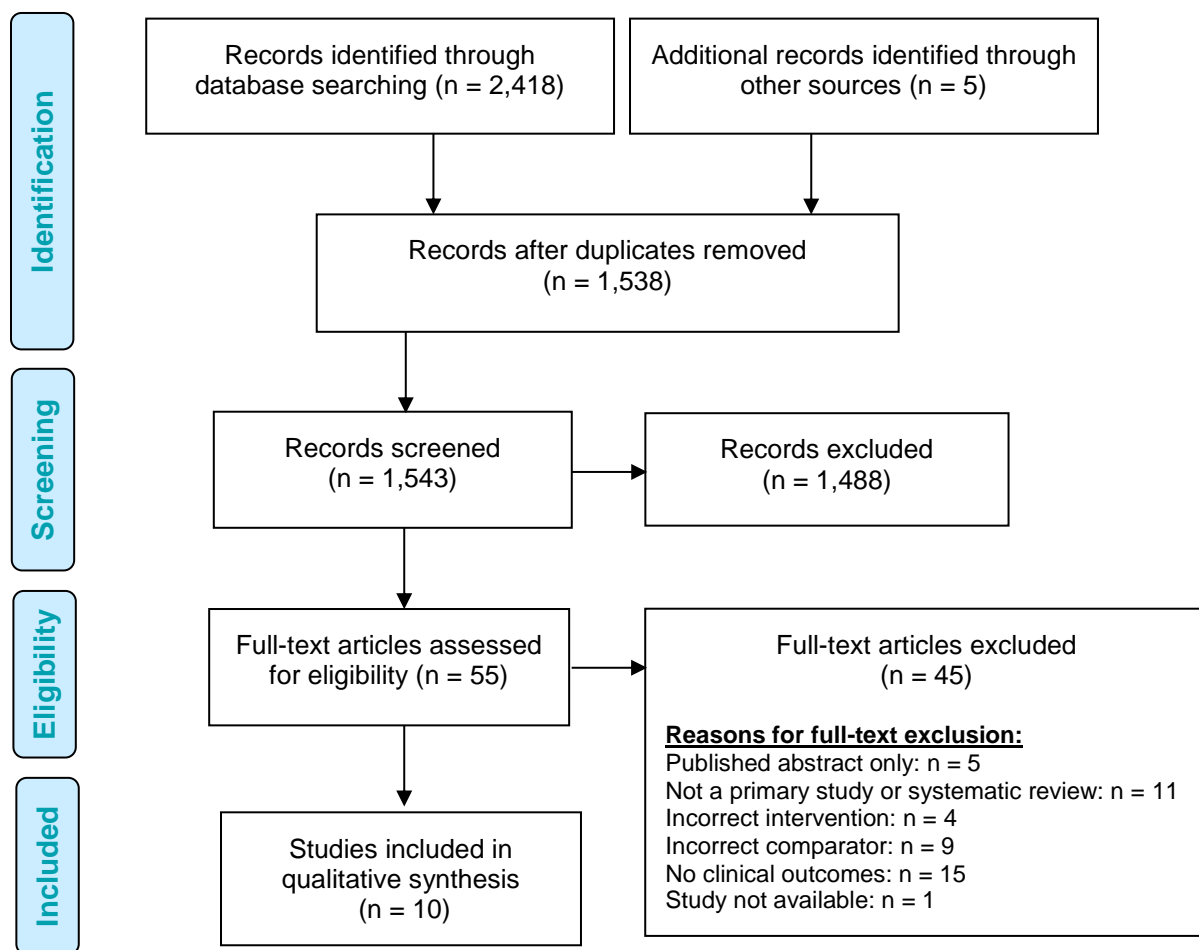 Identification
Records identified through
database searching (n = 2,418)
Additional records identified through
other sources (n = 5)
Records after duplicates removed
(n = 1,538)
Screening
Records screened
(n = 1,543)
Records excluded
(n = 1,488)
Eligibility
Full-text articles assessed
for eligibility (n = 55)
Full-text articles excluded
(n = 45)
Reasons for full-text exclusion:
Published abstract only: n = 5
Not a primary study or systematic review: n = 11
Incorrect intervention: n = 4
Incorrect comparator: n = 9
No clinical outcomes: n = 15
Study not available: n = 1
Included
Studies included in
qualitative synthesis
(n = 10)